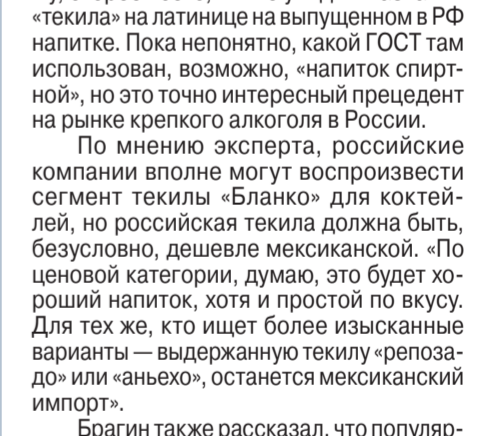 «текила» на латинице на выпущенном в РФ
напитке. Пока непонятно, какой ГОСТ там
использован, возможно, «напиток спирт-
ной», но это точно интересный прецедент
на рынке крепкого алкоголя в России.
По мнению эксперта, российские
компании вполне могут воспроизвести
сегмент текилы «Бланко» для коктей-
лей, но российская текила должна быть,
безусловно, дешевле мексиканской. «По
ценовой категории, думаю, это будет хо-
роший напиток, хотя и простой по вкусу.
Для тех же, кто ищет более изысканные
варианты — выдержанную текилу «репоза-
до» или «аньехо», останется мексиканский
импорт».
Брагин также рассказал, что популяр-